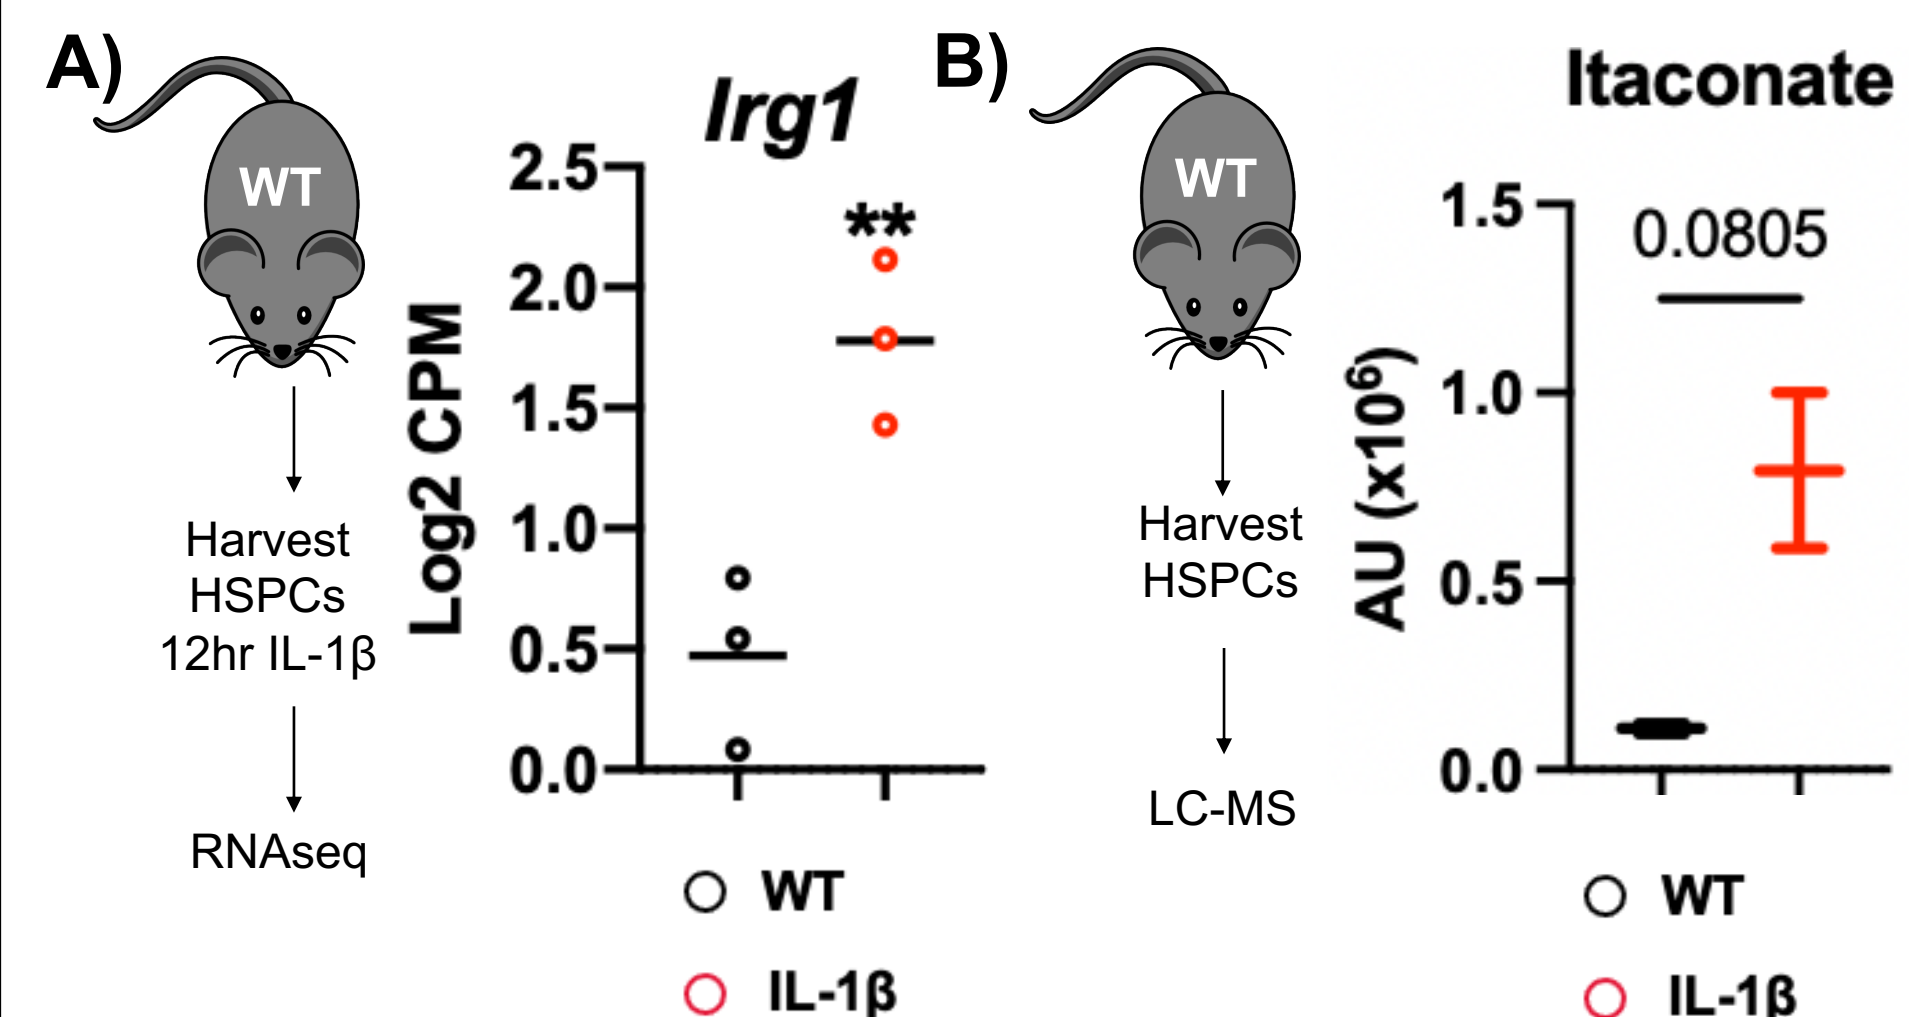 A)
WT
Harvest
HSPCs
12hr IL-1β
RNAseq
Irg1
**
Log2 CPM
2.5
2.0
1.5
1.0
0.5
0.0
WT
IL-1β
B)
WT
Harvest
HSPCs
LC-MS
Itaconate
0.0805
AU (x10⁶)
1.5
1.0
0.5
0.0
WT
IL-1β